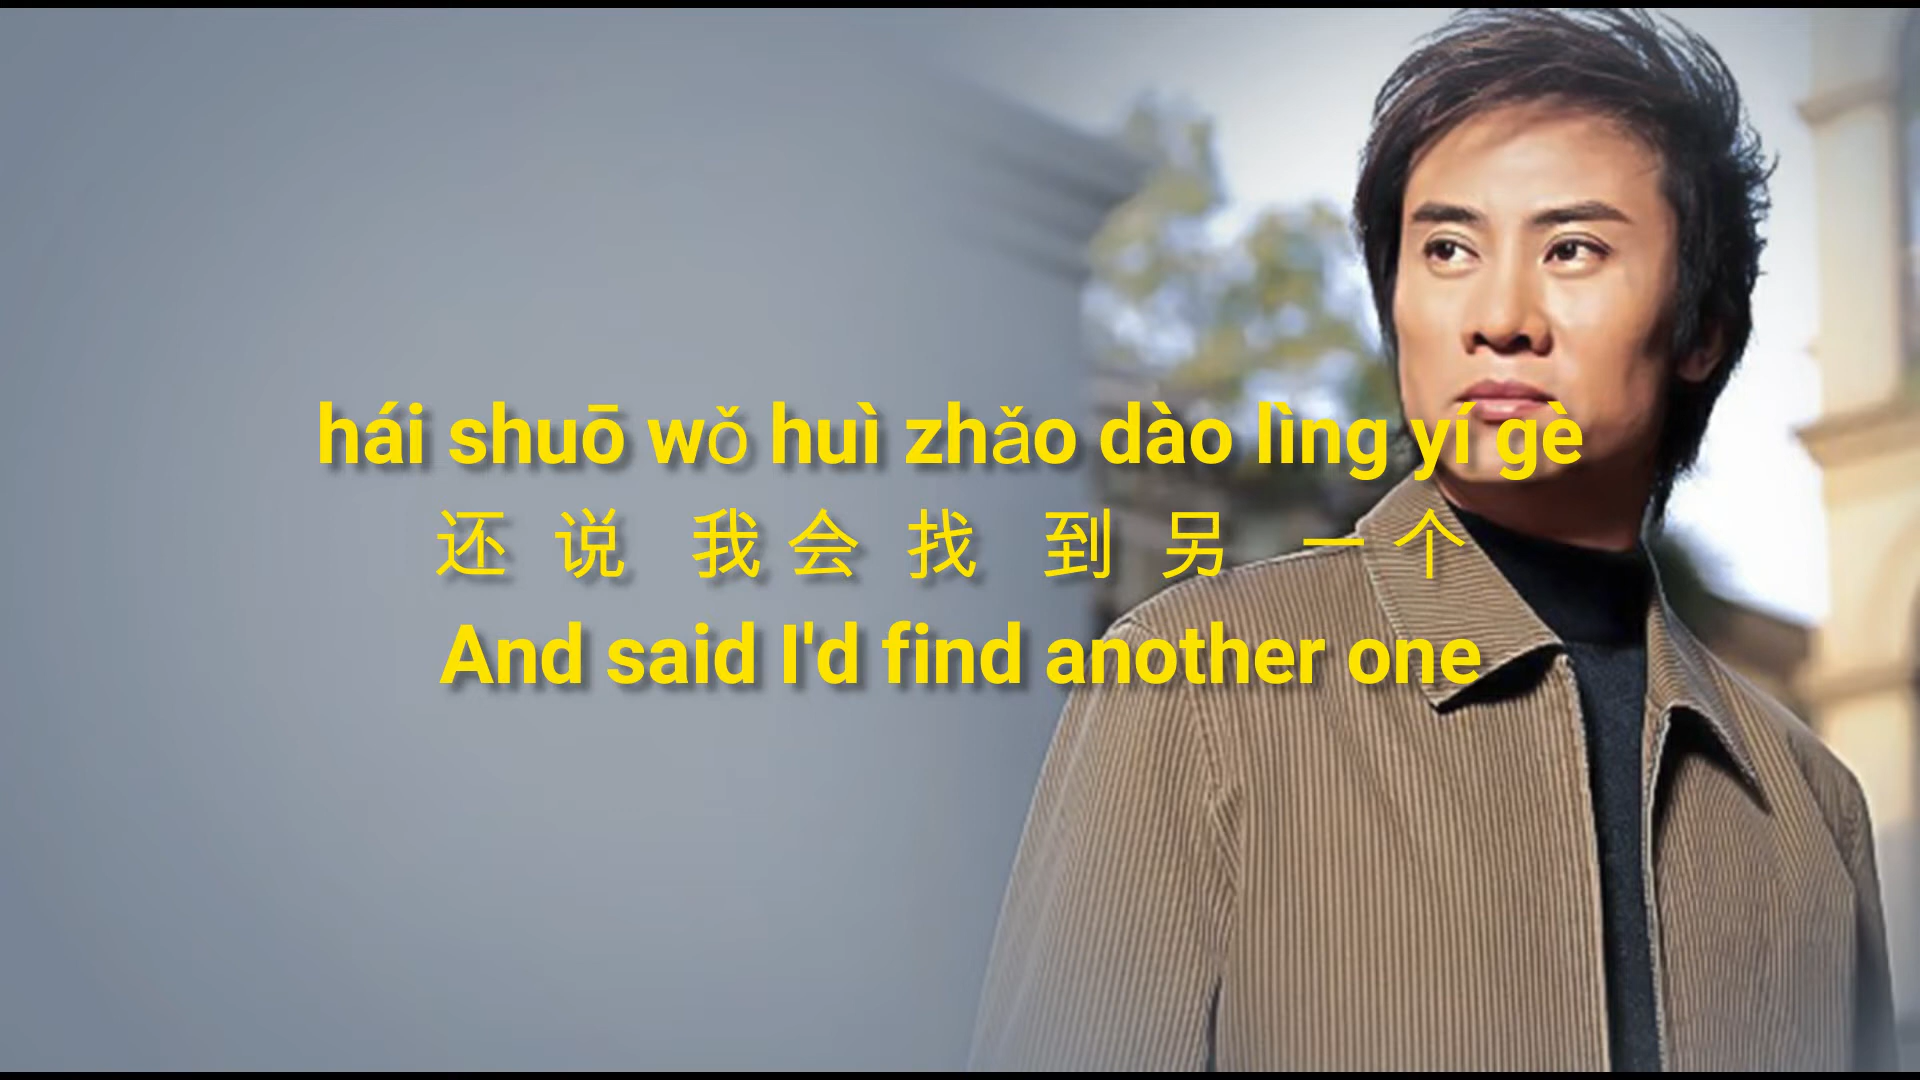 hái shuō wǒ huì zhǎo dào lìng yí gè
还 说 我 会 找 到 另 一 个
And said I'd find another one